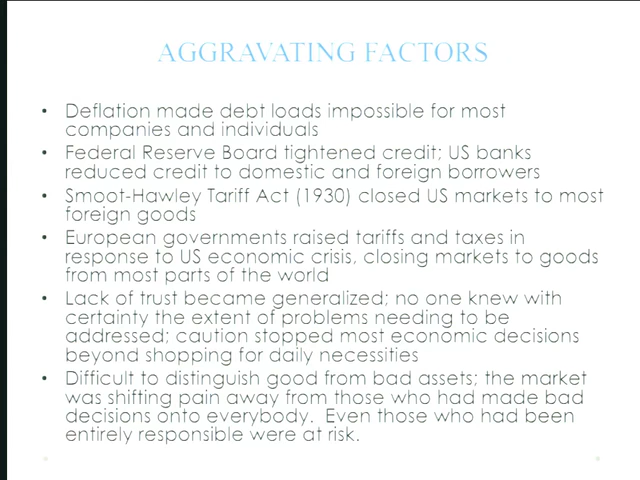 AGGRAVATING FACTORS
• Deflation made debt loads impossible for most
companies and individuals
• Federal Reserve Board tightened credit; US banks
reduced credit to domestic and foreign borrowers
• Smoot-Hawley Tariff Act (1930) closed US markets to most
foreign goods
• European governments raised tariffs and taxes in
response to US economic crisis, closing markets to goods
from most parts of the world
• Lack of trust became generalized; no one knew with
certainty the extent of problems needing to be
addressed; caution stopped most economic decisions
beyond shopping for daily necessities
• Difficult to distinguish good from bad assets; the market
was shifting pain away from those who had made bad
decisions onto everybody.  Even those who had been
entirely responsible were at risk.